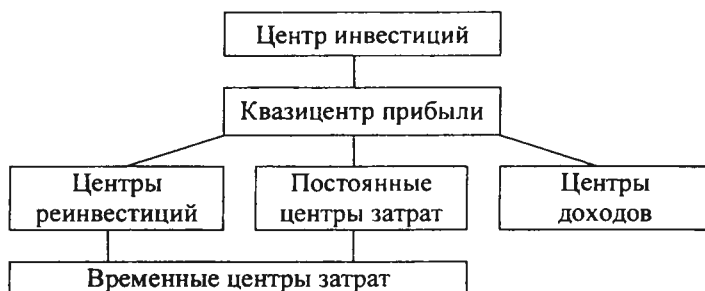 Центр инвестиций
Квазицентр прибыли
Центры
реинвестиций
Постоянные
центры затрат
Центры
доходов
Временные центры затрат